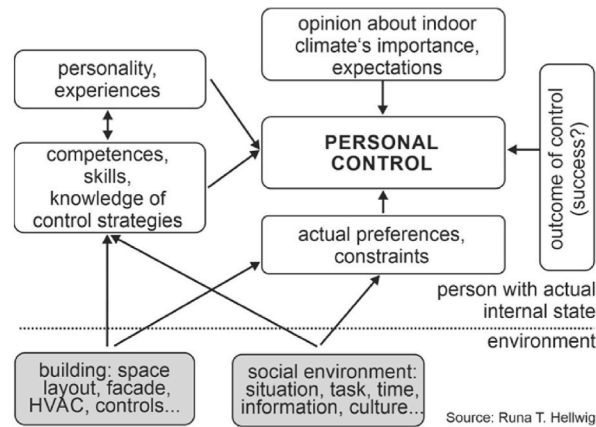 opinion about indoor
climate's importance,
expectations
personality,
experiences
PERSONAL
CONTROL
outcome of control
(success?)
competences,
skills,
knowledge of
control strategies
actual preferences,
constraints
person with actual
internal state
environment
building: space
layout, facade,
HVAC, controls...
social environment:
situation, task, time,
information, culture...
Source: Runa T. Hellwig